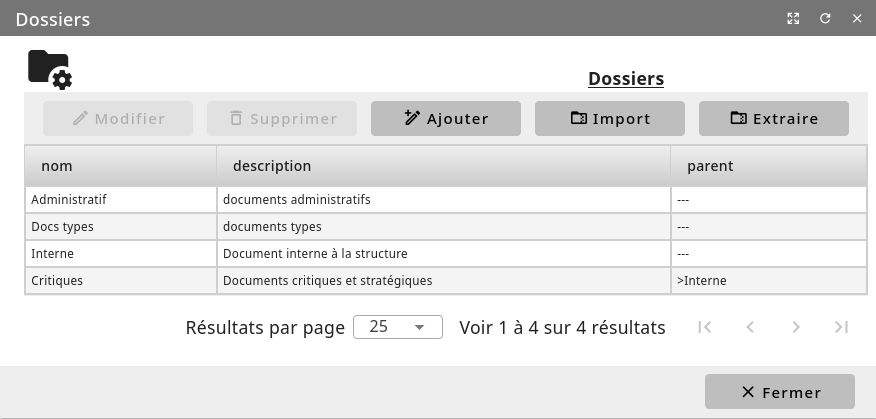 Dossiers
Dossiers
Modifier Supprimer Ajouter Import Extraire
nom description parent
Administratif documents administratifs ---
Docs types documents types ---
Interne Document interne à la structure ---
Critiques Documents critiques et stratégiques >Interne
Résultats par page 25 Voir 1 à 4 sur 4 résultats
Fermer